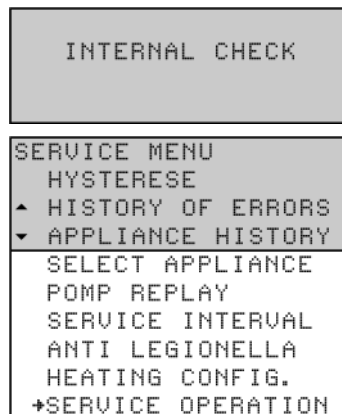 INTERNAL CHECK
SERVICE MENU
HYSTERESE
HISTORY OF ERRORS
APPLIANCE HISTORY
SELECT APPLIANCE
POMP REPLAY
SERVICE INTERVAL
ANTI LEGIONELLA
HEATING CONFIG.
→SERVICE OPERATION